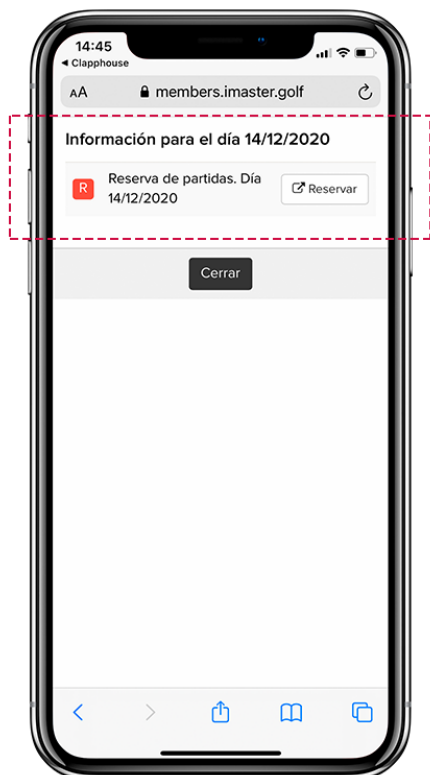 14:45
◀ Clapphouse
AA members.imaster.golf
Información para el día 14/12/2020
R
Reserva de partidas. Día
14/12/2020
Reservar
Cerrar